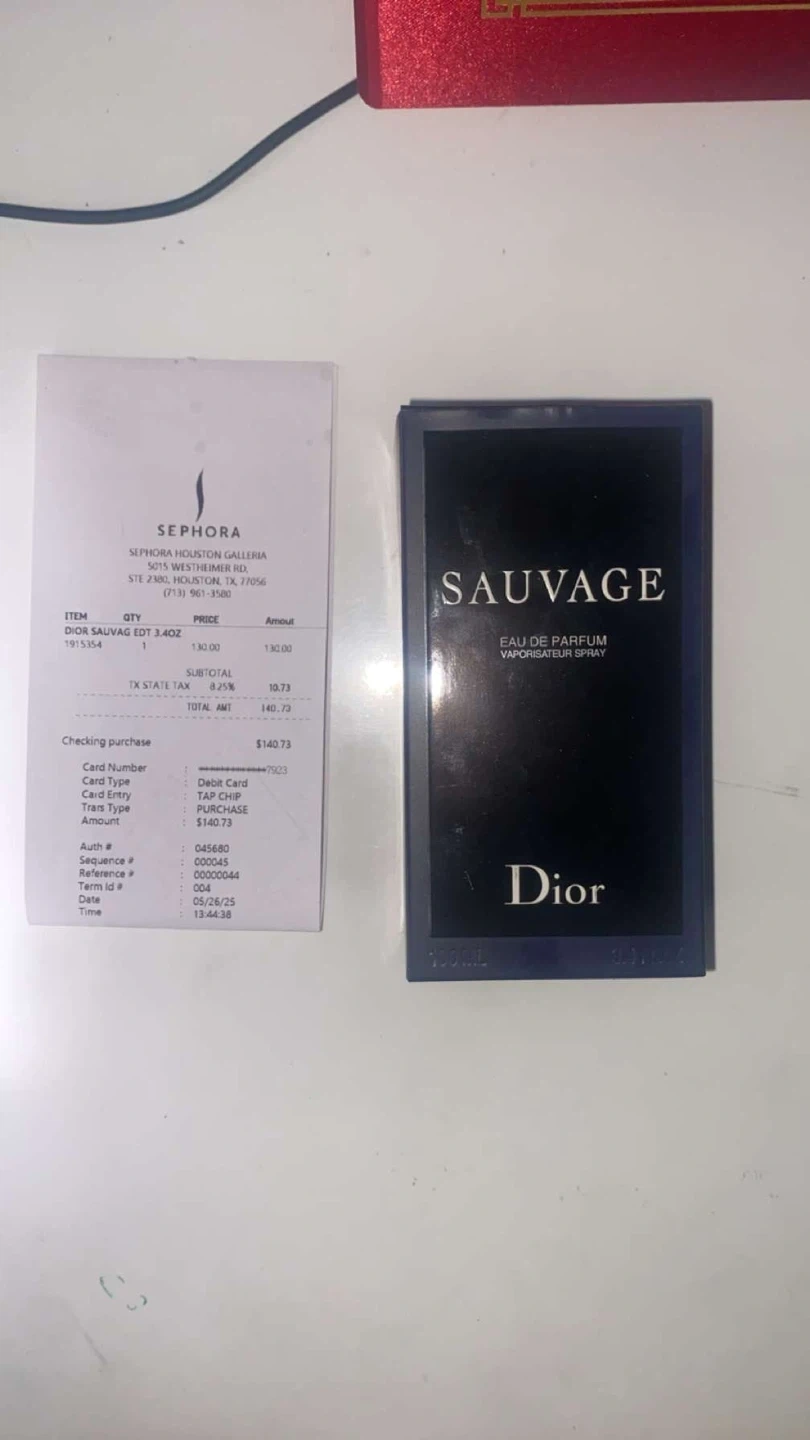 SEPHORA
SEPHORA HOUSTON GALLERIA
5015 WESTHEIMER RD,
STE 2380, HOUSTON, TX, 77056
(713) 961-3580
ITEM QTY PRICE Amout
DIOR SAUVAG EDT 3.4OZ
1915354 1 130.00 130.00
SUBTOTAL
TX STATE TAX 8.25% 10.73
TOTAL AMT 140.73
Checking purchase $140.73
Card Number : **************7923
Card Type : Debit Card
Card Entry : TAP CHIP
Trans Type : PURCHASE
Amount : $140.73
Auth # : 045680
Sequence # : 000045
Reference # : 00000044
Term Id # : 004
Date : 05/26/25
Time : 13:44:38
SAUVAGE
EAU DE PARFUM
VAPORISATEUR SPRAY
Dior